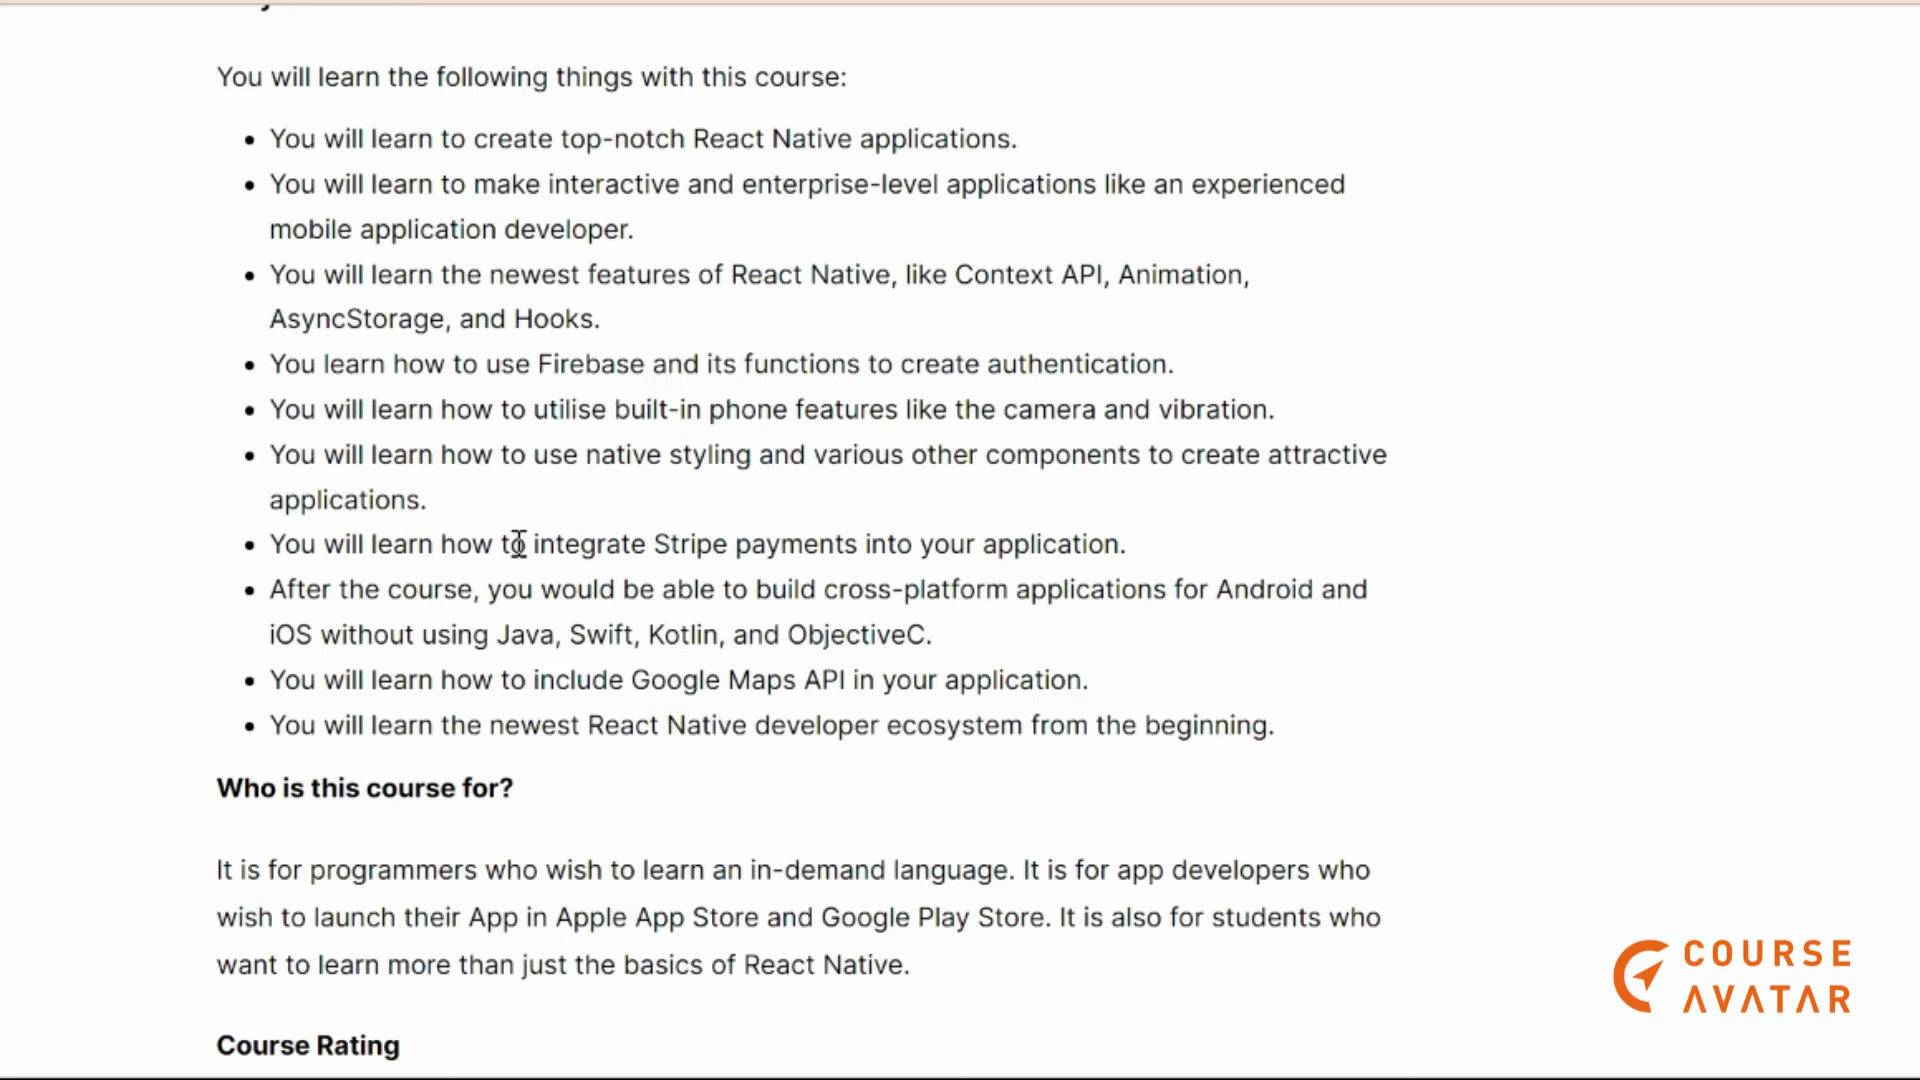 You will learn the following things with this course:
• You will learn to create top-notch React Native applications.
• You will learn to make interactive and enterprise-level applications like an experienced
mobile application developer.
• You will learn the newest features of React Native, like Context API, Animation,
AsyncStorage, and Hooks.
• You learn how to use Firebase and its functions to create authentication.
• You will learn how to utilise built-in phone features like the camera and vibration.
• You will learn how to use native styling and various other components to create attractive
applications.
• You will learn how to integrate Stripe payments into your application.
• After the course, you would be able to build cross-platform applications for Android and
iOS without using Java, Swift, Kotlin, and ObjectiveC.
• You will learn how to include Google Maps API in your application.
• You will learn the newest React Native developer ecosystem from the beginning.
Who is this course for?
It is for programmers who wish to learn an in-demand language. It is for app developers who
wish to launch their App in Apple App Store and Google Play Store. It is also for students who
want to learn more than just the basics of React Native.
COURSE
AVATAR
Course Rating